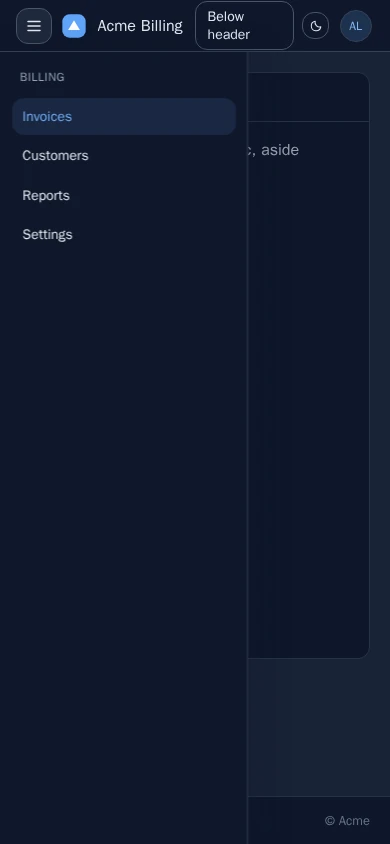 Acme Billing
Below
header
AL
BILLING
Invoices
Customers
Reports
Settings
, aside
© Acme